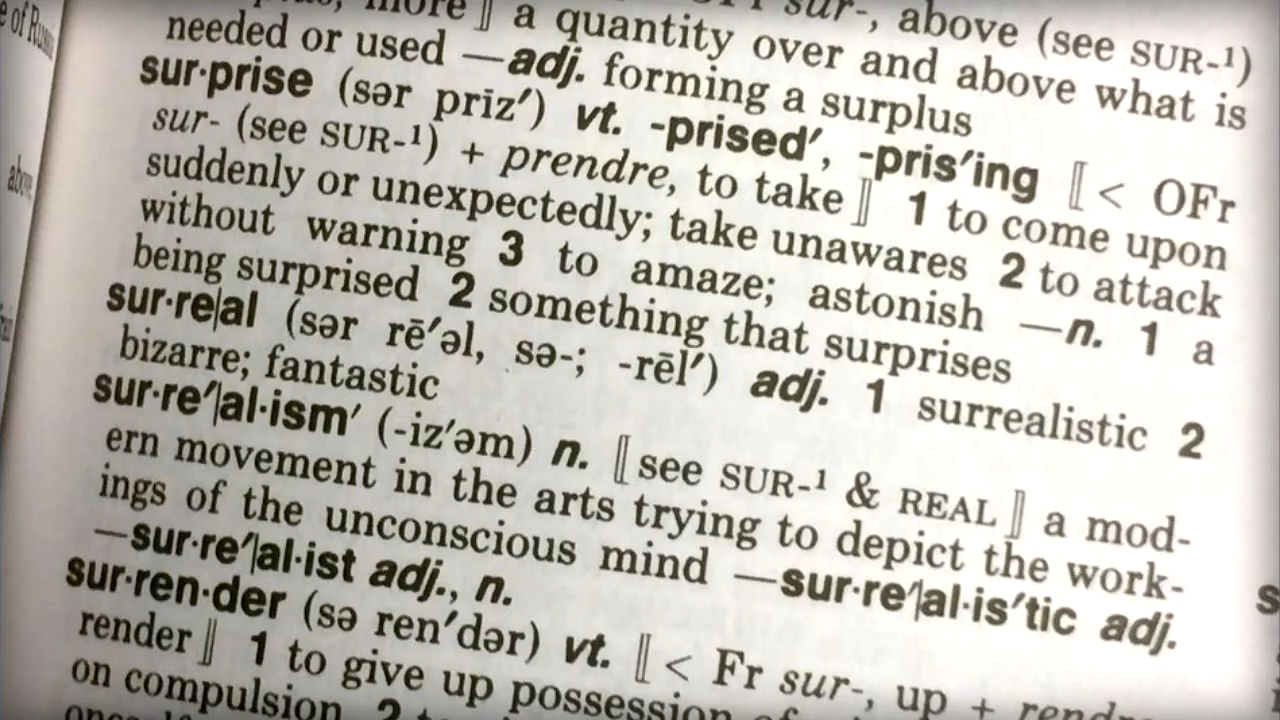 more⟧ a quantity over and above what is
sur-, above (see SUR-¹)
needed or used —adj. forming a surplus
sur·prise (sər prīz′) vt. -prised′, -pris′ing ⟦< OFr
sur- (see SUR-¹) + prendre, to take⟧ 1 to come upon
suddenly or unexpectedly; take unawares 2 to attack
without warning 3 to amaze; astonish —n. 1 a
being surprised 2 something that surprises
sur·re|al (sər rē′əl, sə-; -rēl′) adj. 1 surrealistic 2
bizarre; fantastic
sur·re′|al·ism′ (-iz′əm) n. ⟦see SUR-¹ & REAL⟧ a mod-
ern movement in the arts trying to depict the work-
ings of the unconscious mind —sur·re′|al·is′tic adj.
—sur·re′|al·ist adj., n.
sur·ren·der (sə ren′dər) vt. ⟦< Fr sur-, up +
render⟧ 1 to give up possession
on compulsion 2